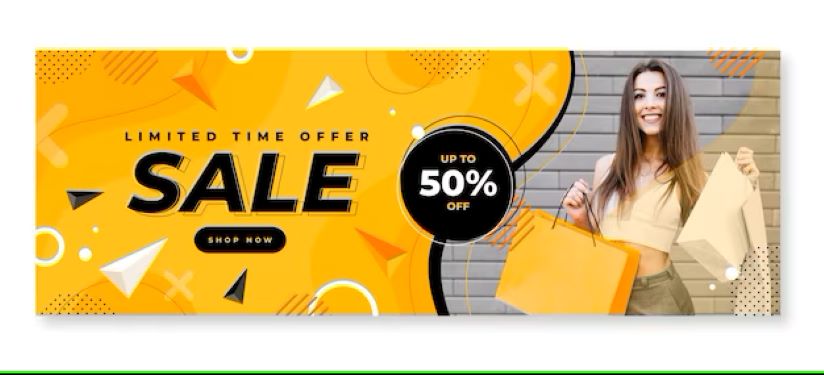 LIMITED TIME OFFER
SALE
SHOP NOW
UP TO
50%
OFF